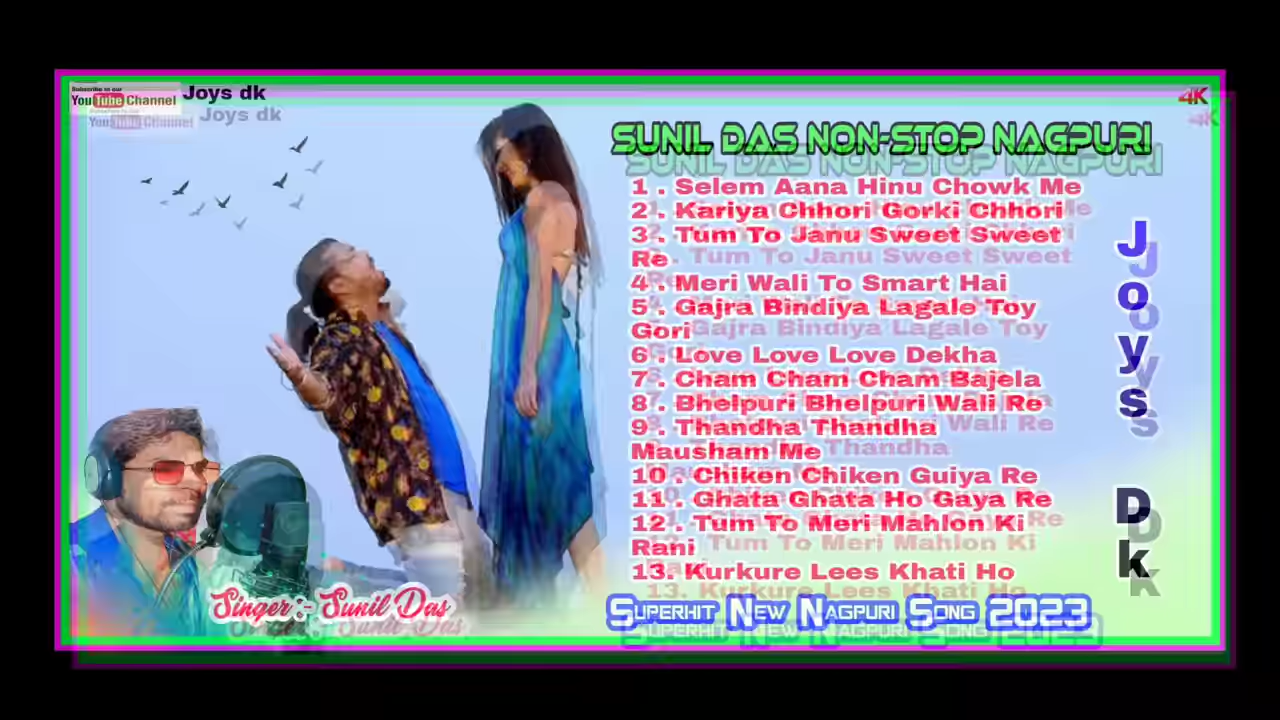 Subscribe to our
YouTube Channel
Joys dk
4K
SUNIL DAS NON-STOP NAGPURI
1 . Selem Aana Hinu Chowk Me
2 . Kariya Chhori Gorki Chhori
3 . Tum To Janu Sweet Sweet
Re
4 . Meri Wali To Smart Hai
5 . Gajra Bindiya Lagale Toy
Gori
6 . Love Love Love Dekha
7 . Cham Cham Cham Bajela
8 . Bhelpuri Bhelpuri Wali Re
9 . Thandha Thandha
Mausham Me
10 . Chiken Chiken Guiya Re
11 . Ghata Ghata Ho Gaya Re
12 . Tum To Meri Mahlon Ki
Rani
13. Kurkure Lees Khati Ho
Joys Dk
Singer :- Sunil Das
Superhit New Nagpuri Song 2023